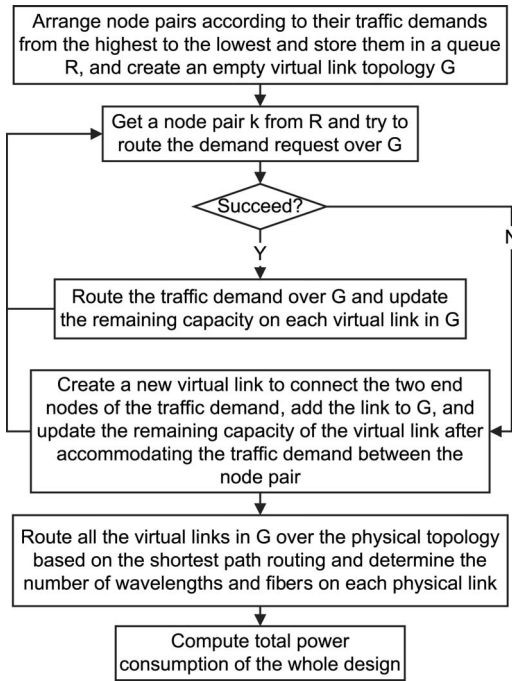 Arrange node pairs according to their traffic demands
from the highest to the lowest and store them in a queue
R, and create an empty virtual link topology G
Get a node pair k from R and try to
route the demand request over G
Succeed?
N
Y
Route the traffic demand over G and update
the remaining capacity on each virtual link in G
Create a new virtual link to connect the two end
nodes of the traffic demand, add the link to G, and
update the remaining capacity of the virtual link after
accommodating the traffic demand between the
node pair
Route all the virtual links in G over the physical topology
based on the shortest path routing and determine the
number of wavelengths and fibers on each physical link
Compute total power
consumption of the whole design